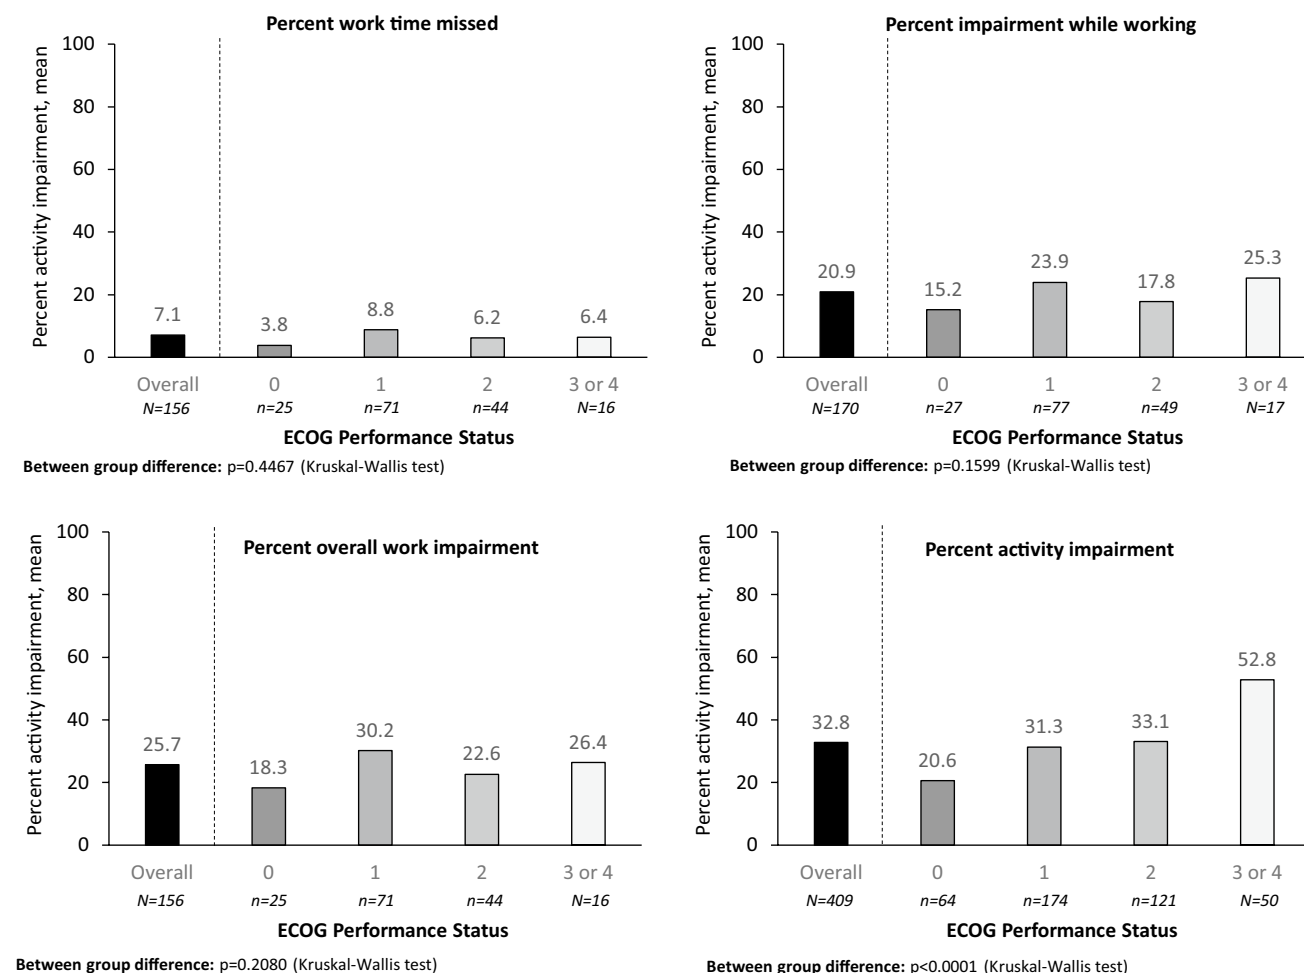 Percent work time missed
Percent activity impairment, mean
100
80
60
40
20
0
7.1
3.8
8.8
6.2
6.4
Overall 0 1 2 3 or 4
N=156 n=25 n=71 n=44 N=16
ECOG Performance Status
Between group difference: p=0.4467 (Kruskal-Wallis test)
Percent impairment while working
Percent activity impairment, mean
100
80
60
40
20
0
20.9
15.2
23.9
17.8
25.3
Overall 0 1 2 3 or 4
N=170 n=27 n=77 n=49 N=17
ECOG Performance Status
Between group difference: p=0.1599 (Kruskal-Wallis test)
Percent overall work impairment
Percent activity impairment, mean
100
80
60
40
20
0
25.7
18.3
30.2
22.6
26.4
Overall 0 1 2 3 or 4
N=156 n=25 n=71 n=44 N=16
ECOG Performance Status
Between group difference: p=0.2080 (Kruskal-Wallis test)
Percent activity impairment
Percent activity impairment, mean
100
80
60
40
20
0
32.8
20.6
31.3
33.1
52.8
Overall 0 1 2 3 or 4
N=409 n=64 n=174 n=121 N=50
ECOG Performance Status
Between group difference: p<0.0001 (Kruskal-Wallis test)